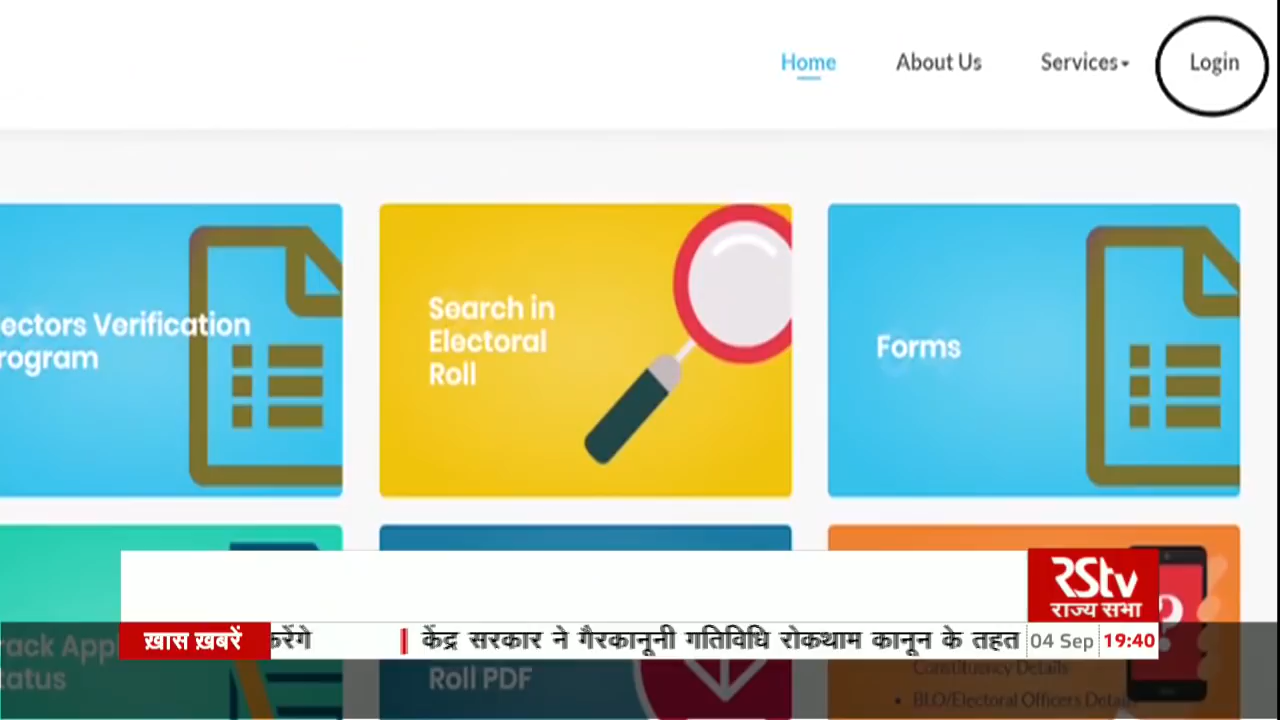 Home About Us Services Login
ectors Verification
rogram
Search in
Electoral
Roll
Forms
RStv
राज्य सभा
ख़ास ख़बरें
करेंगे
केंद्र सरकार ने गैरकानूनी गतिविधि रोकथाम कानून के तहत
04 Sep 19:40
rack App
tatus
Roll PDF
?
Constituency Details
• BLO/Electoral Officers Details